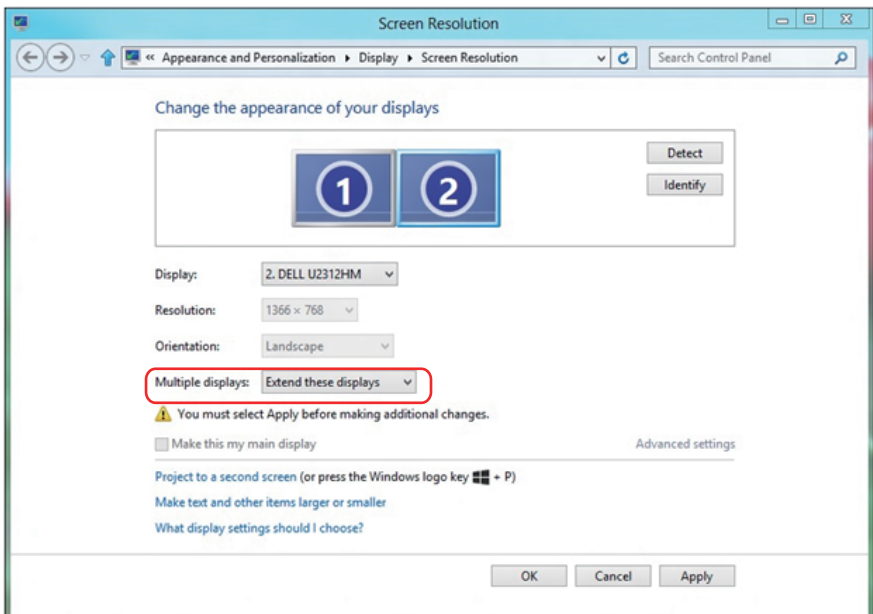 Screen Resolution
« Appearance and Personalization Display Screen Resolution Search Control Panel
Change the appearance of your displays
1 2
Detect
Identify
Display: 2. DELL U2312HM
Resolution: 1366 × 768
Orientation: Landscape
Multiple displays: Extend these displays
You must select Apply before making additional changes.
Make this my main display Advanced settings
Project to a second screen (or press the Windows logo key + P)
Make text and other items larger or smaller
What display settings should I choose?
OK Cancel Apply